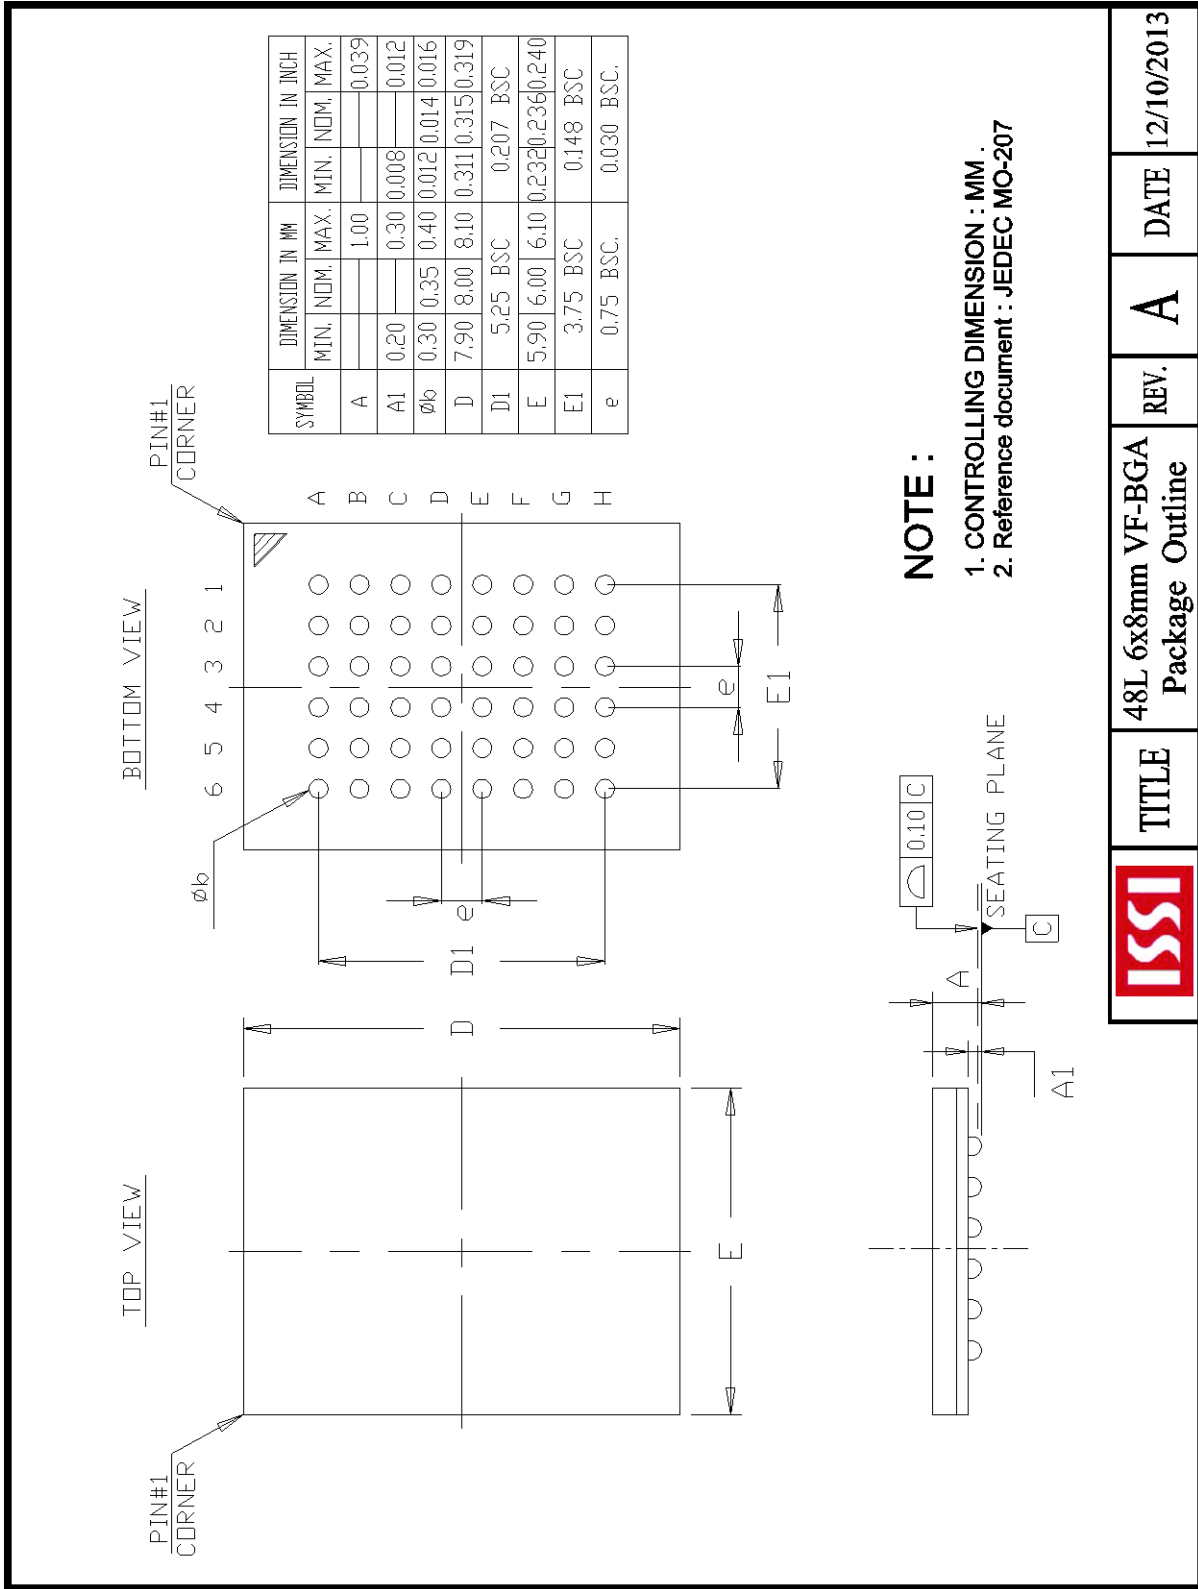 TOP VIEW
PIN#1
CORNER
D
E
BOTTOM VIEW
PIN#1
CORNER
6 5 4 3 2 1
A
B
C
D
E
F
G
H
Øb
D1
e
e
E1
SYMBOL DIMENSION IN MM DIMENSION IN INCH
MIN. NOM. MAX. MIN. NOM. MAX.
A 1.00 0.039
A1 0.20 0.30 0.008 0.012
Øb 0.30 0.35 0.40 0.012 0.014 0.016
D 7.90 8.00 8.10 0.311 0.315 0.319
D1 5.25 BSC 0.207 BSC
E 5.90 6.00 6.10 0.232 0.236 0.240
E1 3.75 BSC 0.148 BSC
e 0.75 BSC. 0.030 BSC.
A
A1
0.10 C
SEATING PLANE
C
NOTE :
1. CONTROLLING DIMENSION : MM .
2. Reference document : JEDEC MO-207
ISSI
TITLE
48L 6x8mm VF-BGA
Package Outline
REV.
A
DATE
12/10/2013